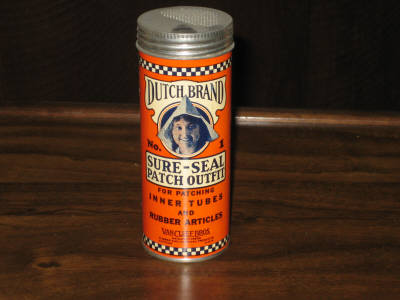 DUTCH BRAND
No. 1
SURE-SEAL
PATCH OUTFIT
FOR PATCHING
INNER TUBES
AND
RUBBER ARTICLES
VAN CLEEF BROS.